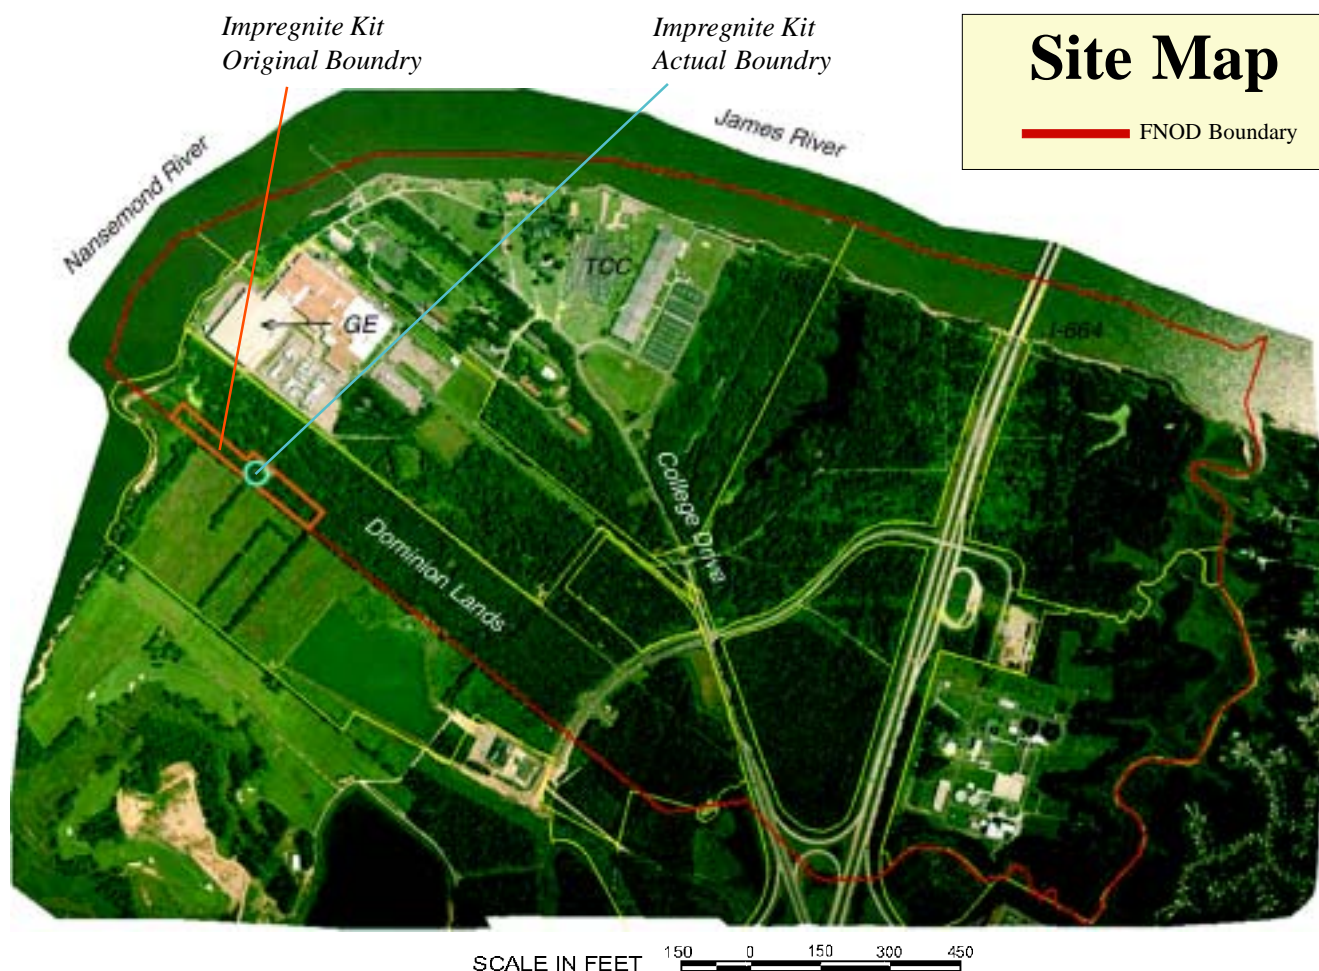 Impregnite Kit
Original Boundry
Impregnite Kit
Actual Boundry
Site Map
FNOD Boundary
James River
Nansemond River
TCC
GE
I-664
College Drive
Dominion Lands
SCALE IN FEET
150 0 150 300 450